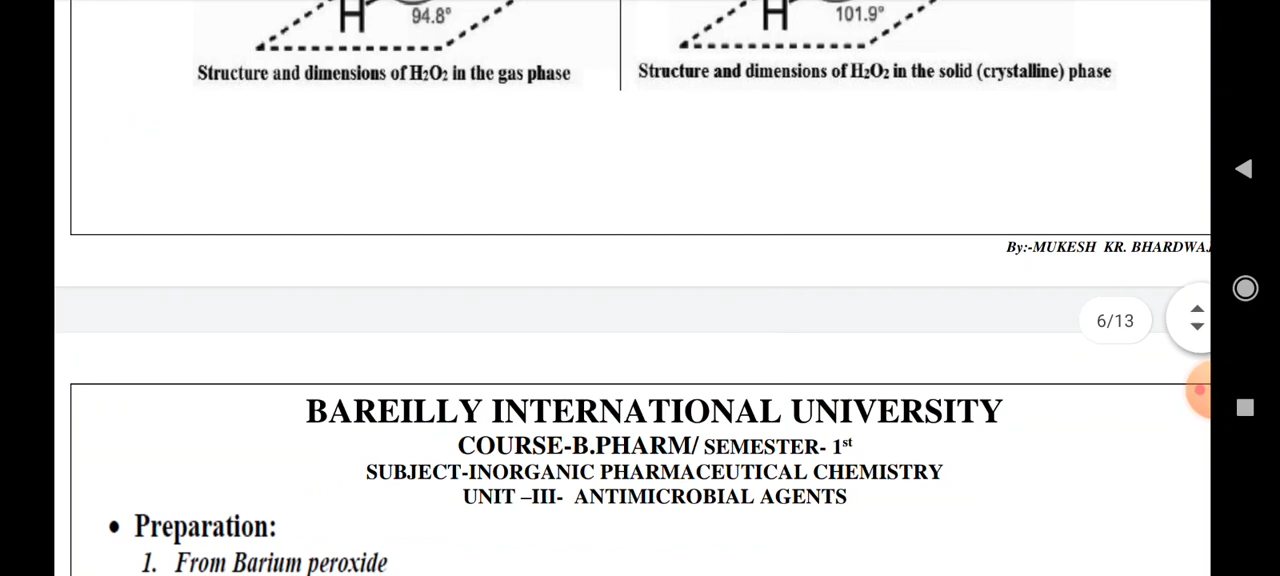 H 94.8° H 101.9°
Structure and dimensions of H₂O₂ in the gas phase
Structure and dimensions of H₂O₂ in the solid (crystalline) phase
By:-MUKESH KR. BHARDWAJ
6/13
BAREILLY INTERNATIONAL UNIVERSITY
COURSE-B.PHARM/ SEMESTER- 1st
SUBJECT-INORGANIC PHARMACEUTICAL CHEMISTRY
UNIT –III- ANTIMICROBIAL AGENTS
• Preparation:
1. From Barium peroxide